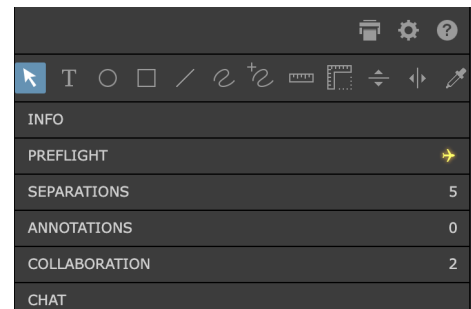 T
INFO
PREFLIGHT
SEPARATIONS 5
ANNOTATIONS 0
COLLABORATION 2
CHAT